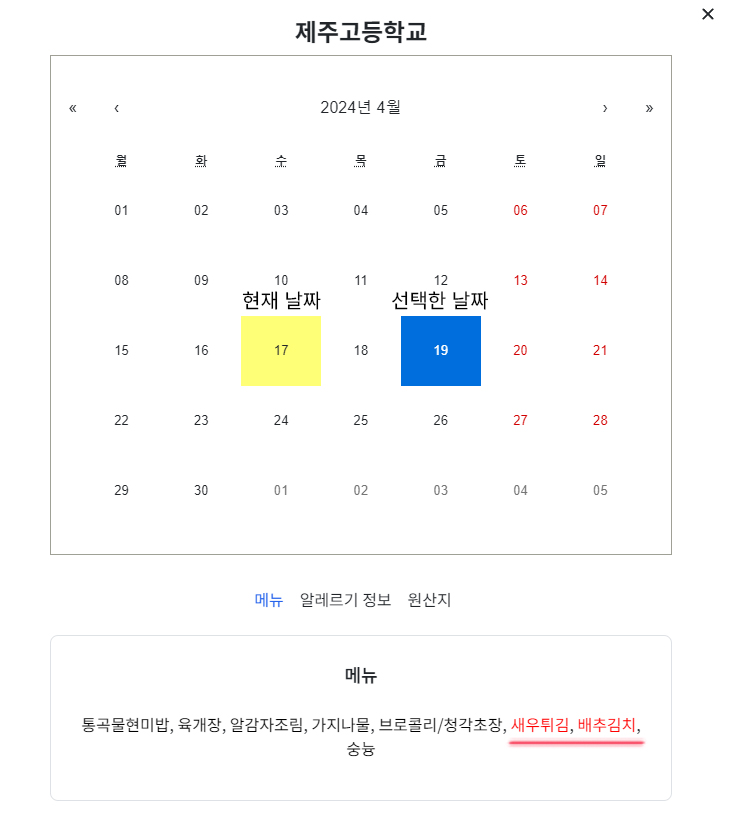 제주고등학교
« ‹ 2024년 4월 › »
월 화 수 목 금 토 일
01 02 03 04 05 06 07
08 09 10 11 12 13 14
현재 날짜 선택한 날짜
15 16 17 18 19 20 21
22 23 24 25 26 27 28
29 30 01 02 03 04 05
메뉴 알레르기 정보 원산지
메뉴
통곡물현미밥, 육개장, 알감자조림, 가지나물, 브로콜리/청각초장, 새우튀김, 배추김치,
숭늉